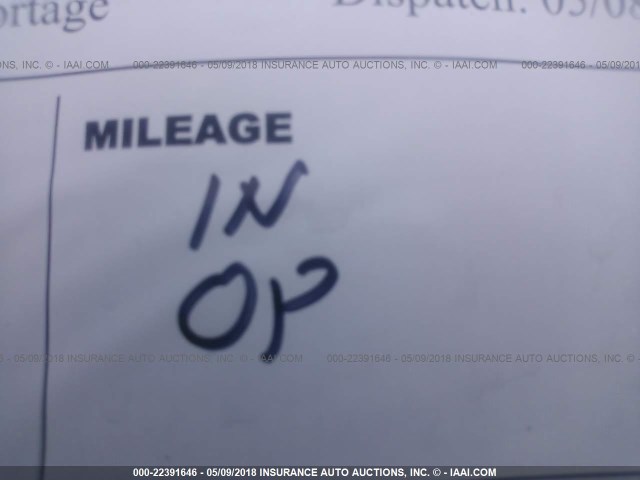 ortage Dispatch: 05/08
NS, INC. © - IAAI.COM 000-22391646 - 05/09/2018 INSURANCE AUTO AUCTIONS, INC. © - IAAI.COM 000-22391646 - 05/09/201
MILEAGE
IN
OP
000-22391646 - 05/09/2018 INSURANCE AUTO AUCTIONS, INC. © - IAAI.COM 000-22391646 - 05/09/2018 INSURANCE AUTO AUCTIONS, INC. ©
000-22391646 - 05/09/2018 INSURANCE AUTO AUCTIONS, INC. © - IAAI.COM